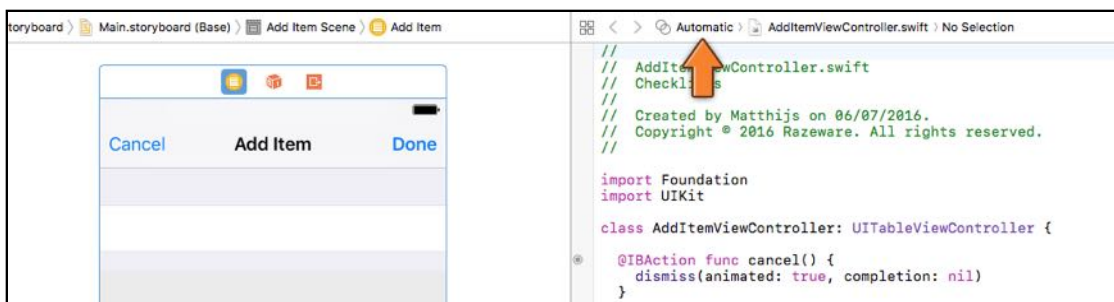 toryboard Main.storyboard (Base) Add Item Scene Add Item
Automatic AddItemViewController.swift No Selection
Cancel Add Item Done
//
// AddIte wController.swift
// Checkl s
//
// Created by Matthijs on 06/07/2016.
// Copyright © 2016 Razeware. All rights reserved.
//
import Foundation
import UIKit
class AddItemViewController: UITableViewController {
@IBAction func cancel() {
dismiss(animated: true, completion: nil)
}